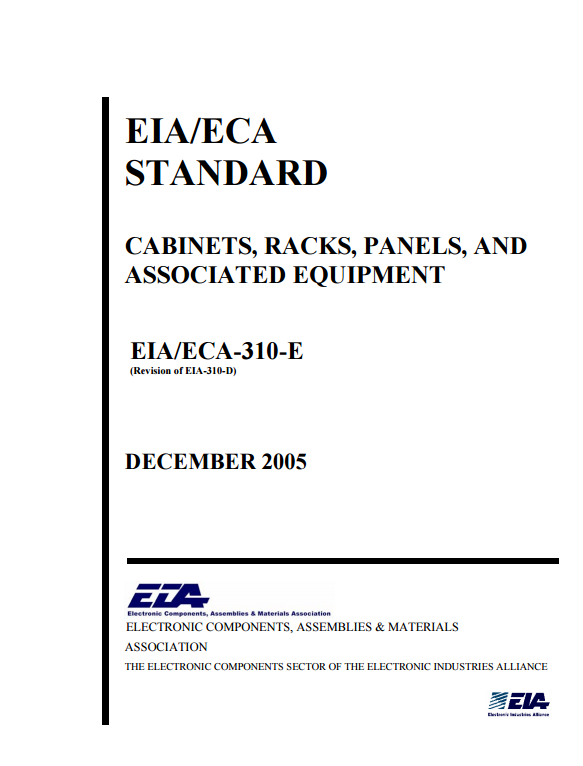 EIA/ECA
STANDARD
CABINETS, RACKS, PANELS, AND
ASSOCIATED EQUIPMENT
EIA/ECA-310-E
(Revision of EIA-310-D)
DECEMBER 2005
ECA
Electronic Components, Assemblies & Materials Association
ELECTRONIC COMPONENTS, ASSEMBLIES & MATERIALS
ASSOCIATION
THE ELECTRONIC COMPONENTS SECTOR OF THE ELECTRONIC INDUSTRIES ALLIANCE
EIA
Electronic Industries Alliance